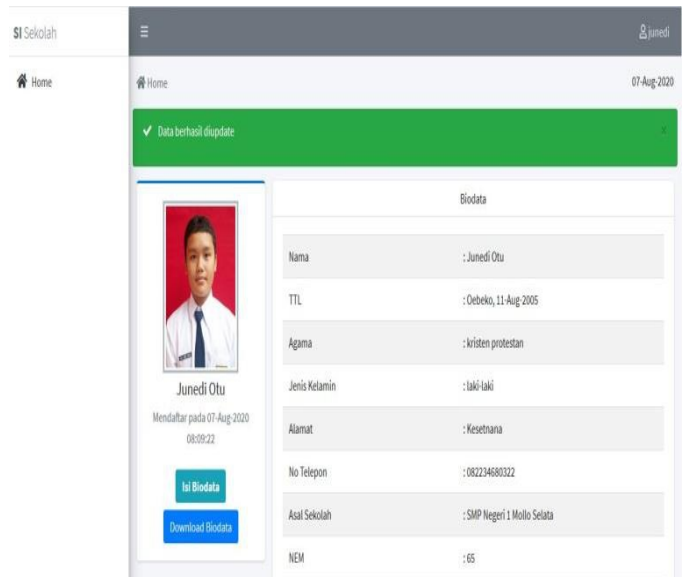 SI Sekolah
junedi
Home
Home
07-Aug-2020
Data berhasil diupdate
x
Biodata
Nama : Junedi Otu
TTL : Oebeko, 11-Aug-2005
Agama : kristen protestan
Jenis Kelamin : laki-laki
Alamat : Kesetnana
No Telepon : 082234680322
Asal Sekolah : SMP Negeri 1 Mollo Selata
NEM : 65
Junedi Otu
Mendaftar pada 07-Aug-2020
08:09:22
Isi Biodata
Download Biodata